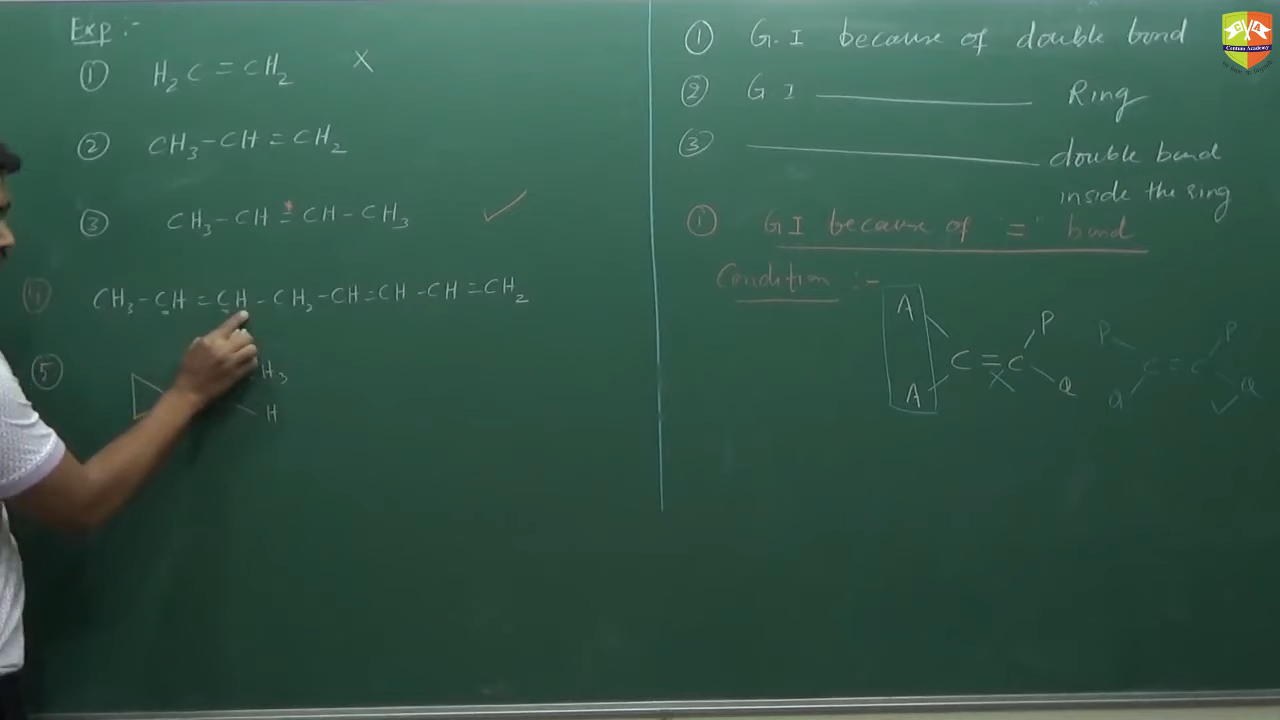 Exp :-
① H₂C = CH₂ X
② CH₃-CH = CH₂
③ CH₃-CH = CH-CH₃ ✓
④ CH₃-CH = CH-CH₂-CH=CH-CH=CH₂
⑤ H₃
H
① G.I because of double bond
② G I ———— Ring
③ ———— double bond
inside the ring
① G I because of '=' bond
Condition :-
A P P P
C = C C = C
X
A Q Q Q ✓
Centum Academy